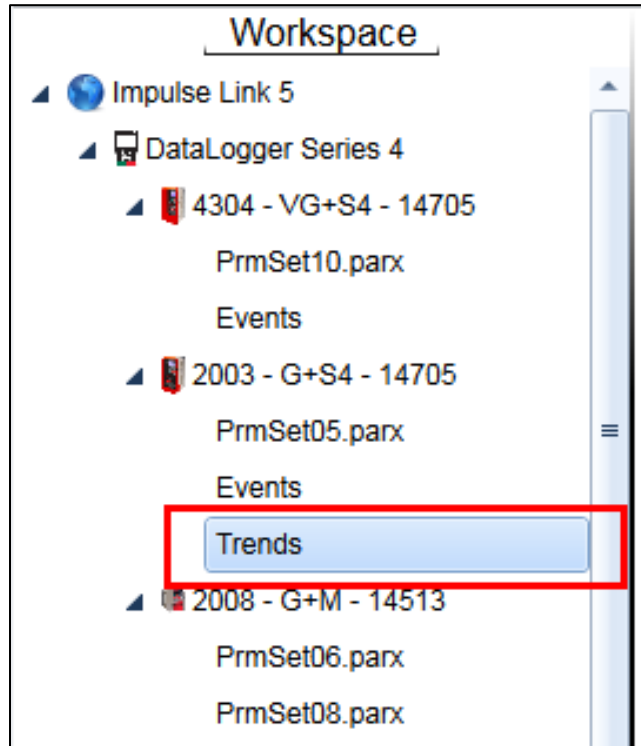 Workspace
Impulse Link 5
DataLogger Series 4
4304 - VG+S4 - 14705
PrmSet10.parx
Events
2003 - G+S4 - 14705
PrmSet05.parx
Events
Trends
2008 - G+M - 14513
PrmSet06.parx
PrmSet08.parx